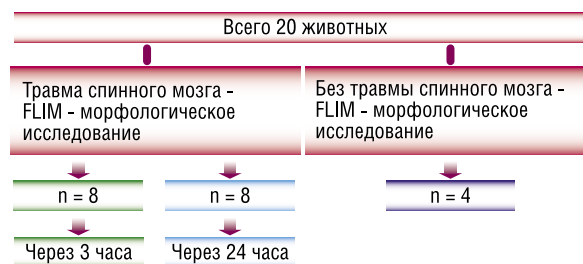 Всего 20 животных
Травма спинного мозга -
FLIM - морфологическое
исследование
Без травмы спинного мозга -
FLIM - морфологическое
исследование
n = 8
n = 8
n = 4
Через 3 часа
Через 24 часа